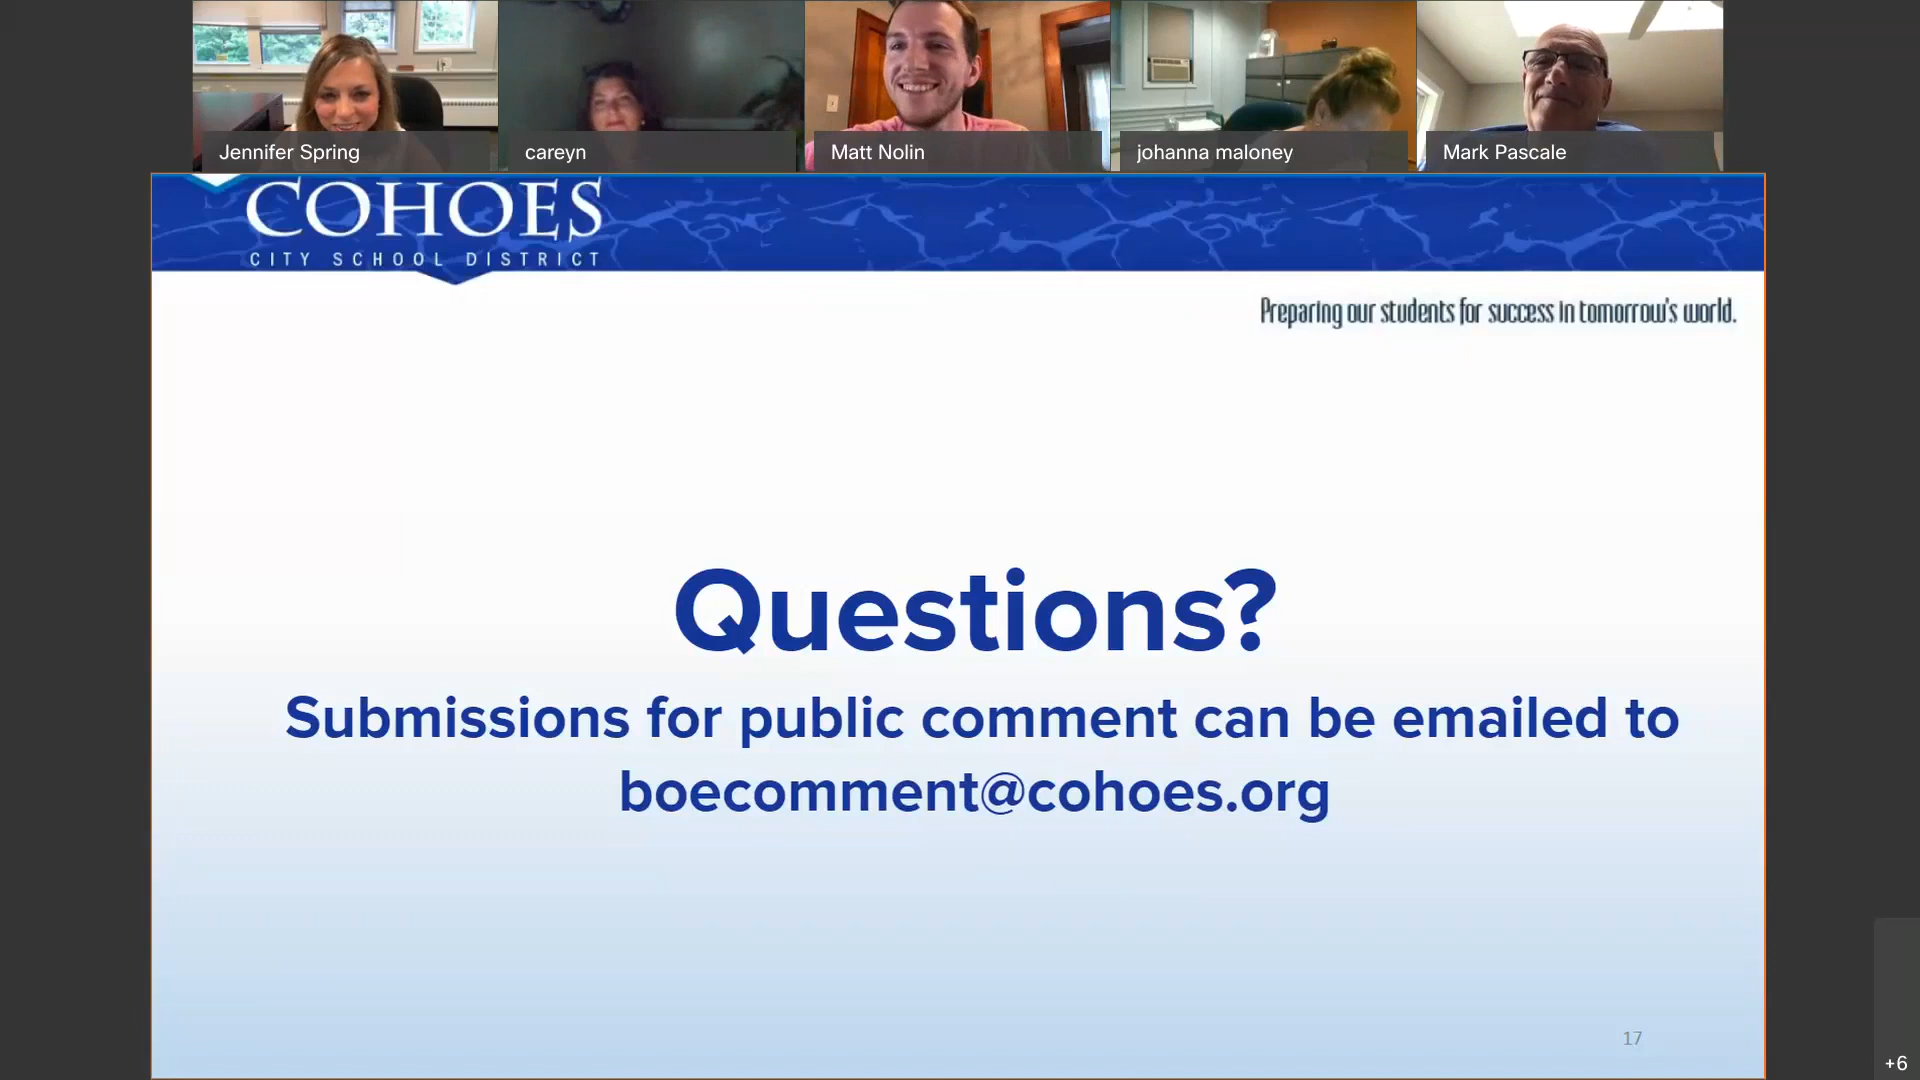 Jennifer Spring
careyn
Matt Nolin
johanna maloney
Mark Pascale
COHOES
CITY SCHOOL DISTRICT
Preparing our students for success in tomorrow's world.
Questions?
Submissions for public comment can be emailed to
boecomment@cohoes.org
17
+6